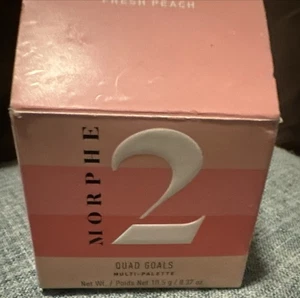 FRESH PEACH
MORPHE
2
QUAD GOALS
MULTI-PALETTE
Net Wt. / Poids Net 10.5 g / 0.37 oz